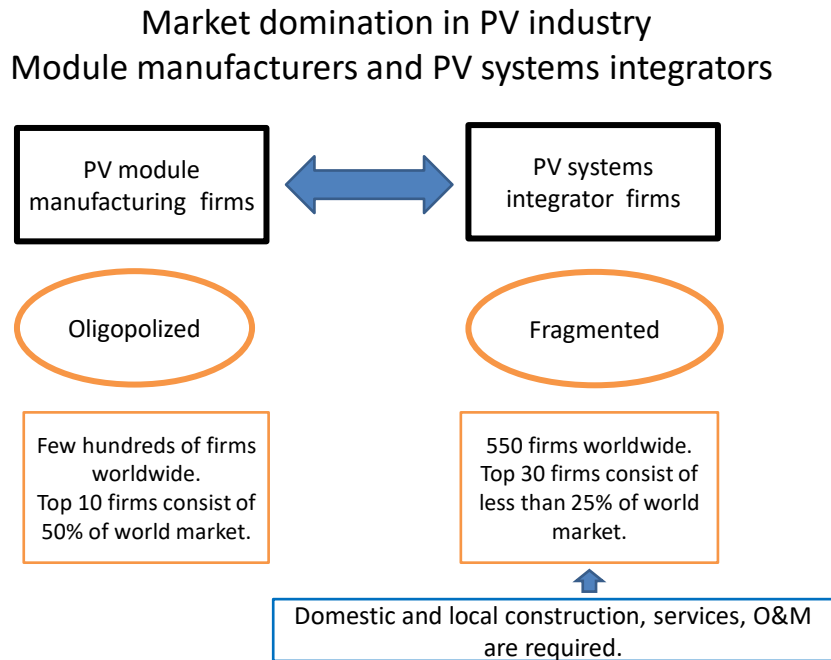 Market domination in PV industry
Module manufacturers and PV systems integrators
PV module
manufacturing firms
PV systems
integrator firms
Oligopolized
Fragmented
Few hundreds of firms
worldwide.
Top 10 firms consist of
50% of world market.
550 firms worldwide.
Top 30 firms consist of
less than 25% of world
market.
Domestic and local construction, services, O&M
are required.